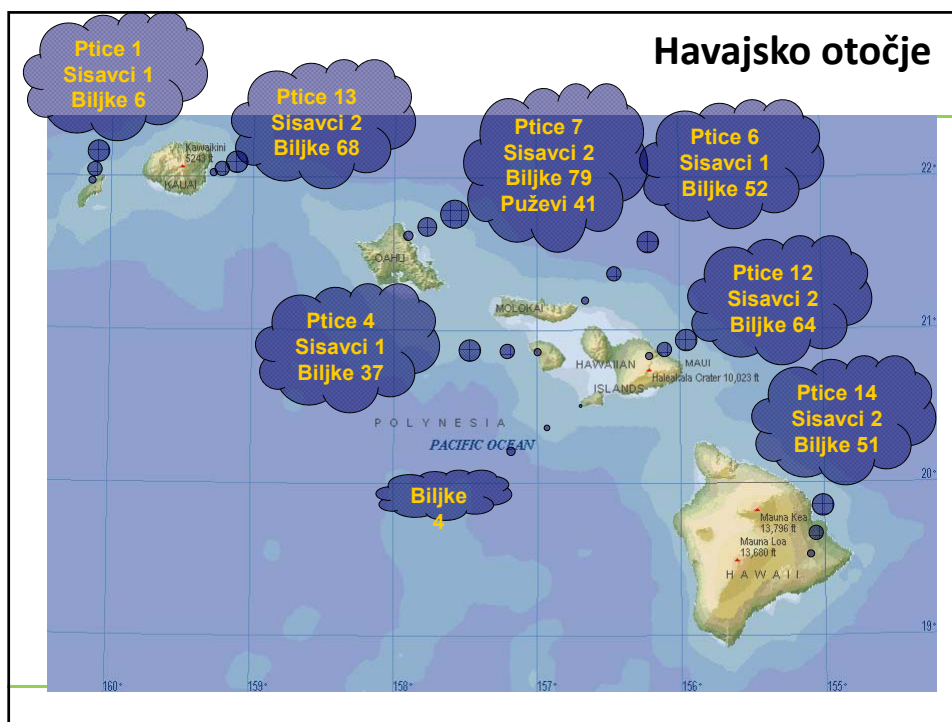 Havajsko otočje
Ptice 1
Sisavci 1
Biljke 6
Ptice 13
Sisavci 2
Biljke 68
Ptice 7
Sisavci 2
Biljke 79
Puževi 41
Ptice 6
Sisavci 1
Biljke 52
Kawaikini
5243 ft
KAUAI
22°
OAHU
Ptice 12
Sisavci 2
Biljke 64
MOLOKAI
21°
Ptice 4
Sisavci 1
Biljke 37
HAWAIIAN
ISLANDS
MAUI
Haleakala Crater 10,023 ft
Ptice 14
Sisavci 2
Biljke 51
POLYNESIA
PACIFIC OCEAN
20°
Biljke
4
Mauna Kea
13,796 ft
Mauna Loa
13,680 ft
HAWAII
19°
160°
159°
158°
157°
156°
155°